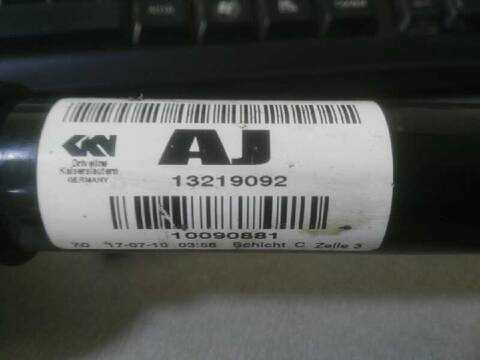 GKN
AJ
Driveline
Kaiserslautern
GERMANY
13219092
10090881
70 17-07-10 03:56 Schicht C Zelle 3